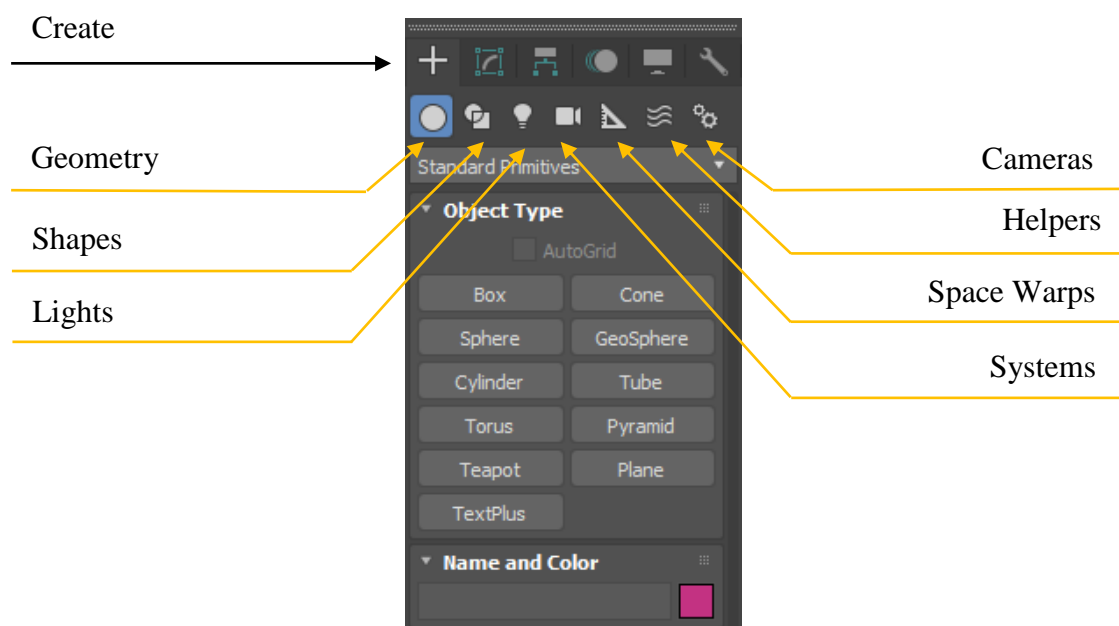 Create
Geometry
Shapes
Lights
Standard Primitives
Object Type
AutoGrid
Box
Cone
Sphere
GeoSphere
Cylinder
Tube
Torus
Pyramid
Teapot
Plane
TextPlus
Name and Color
Cameras
Helpers
Space Warps
Systems